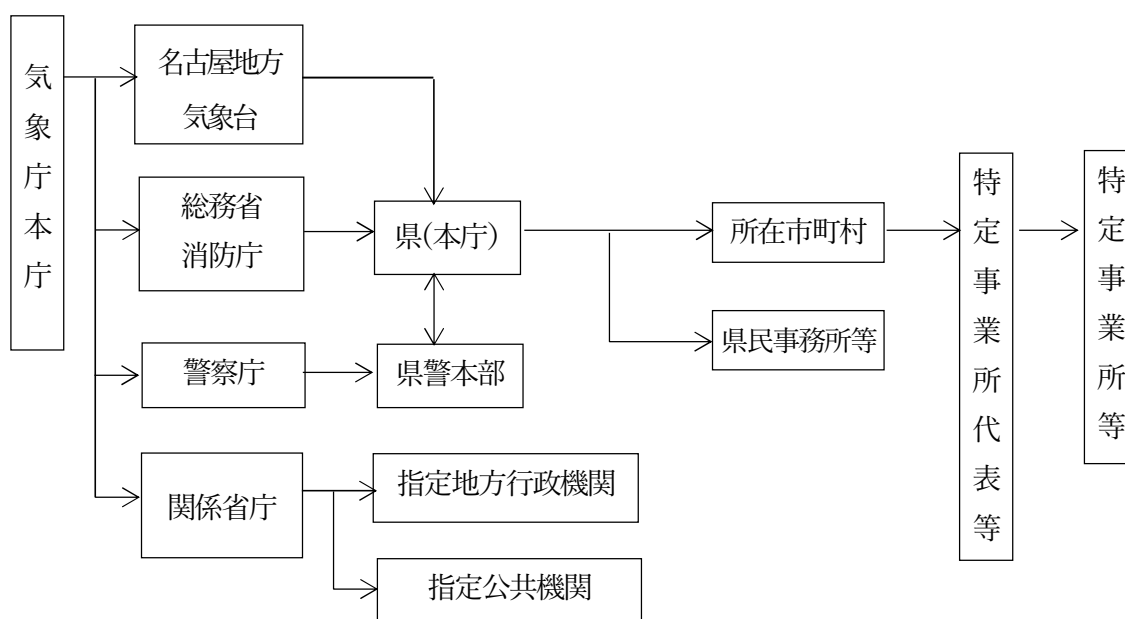 気象庁本庁
名古屋地方
気象台
総務省
消防庁
県(本庁)
警察庁
県警本部
関係省庁
指定地方行政機関
指定公共機関
所在市町村
県民事務所等
特定事業所代表等
特定事業所等